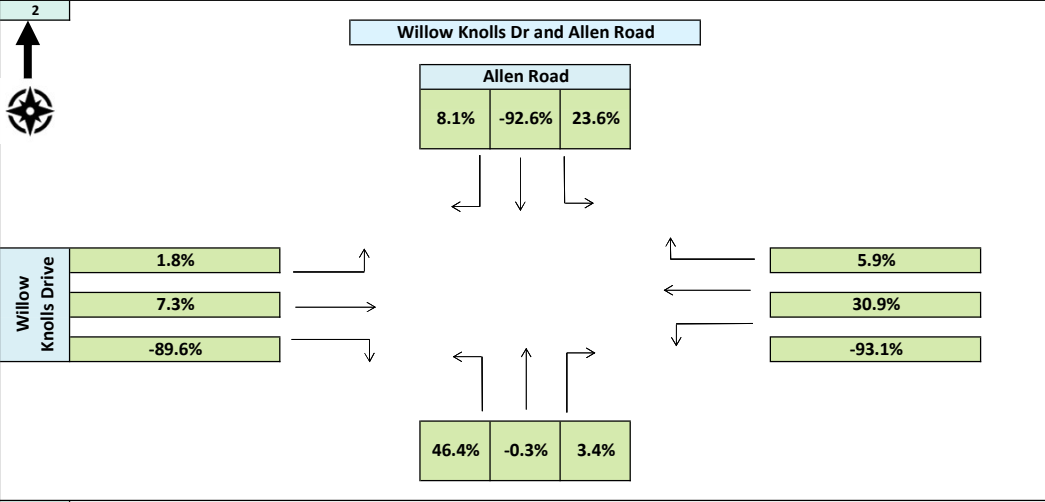 2
Willow Knolls Dr and Allen Road
Allen Road
8.1% -92.6% 23.6%
Willow
Knolls Drive
1.8%
7.3%
-89.6%
5.9%
30.9%
-93.1%
46.4% -0.3% 3.4%